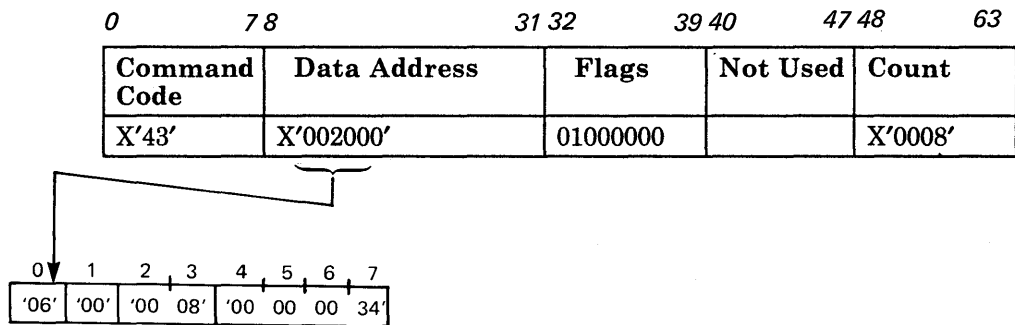 0 7 8 31 32 39 40 47 48 63
Command Code Data Address Flags Not Used Count
X'43' X'002000' 01000000 X'0008'
0 1 2 3 4 5 6 7
'06' '00' '00 08' '00 00 00 34'